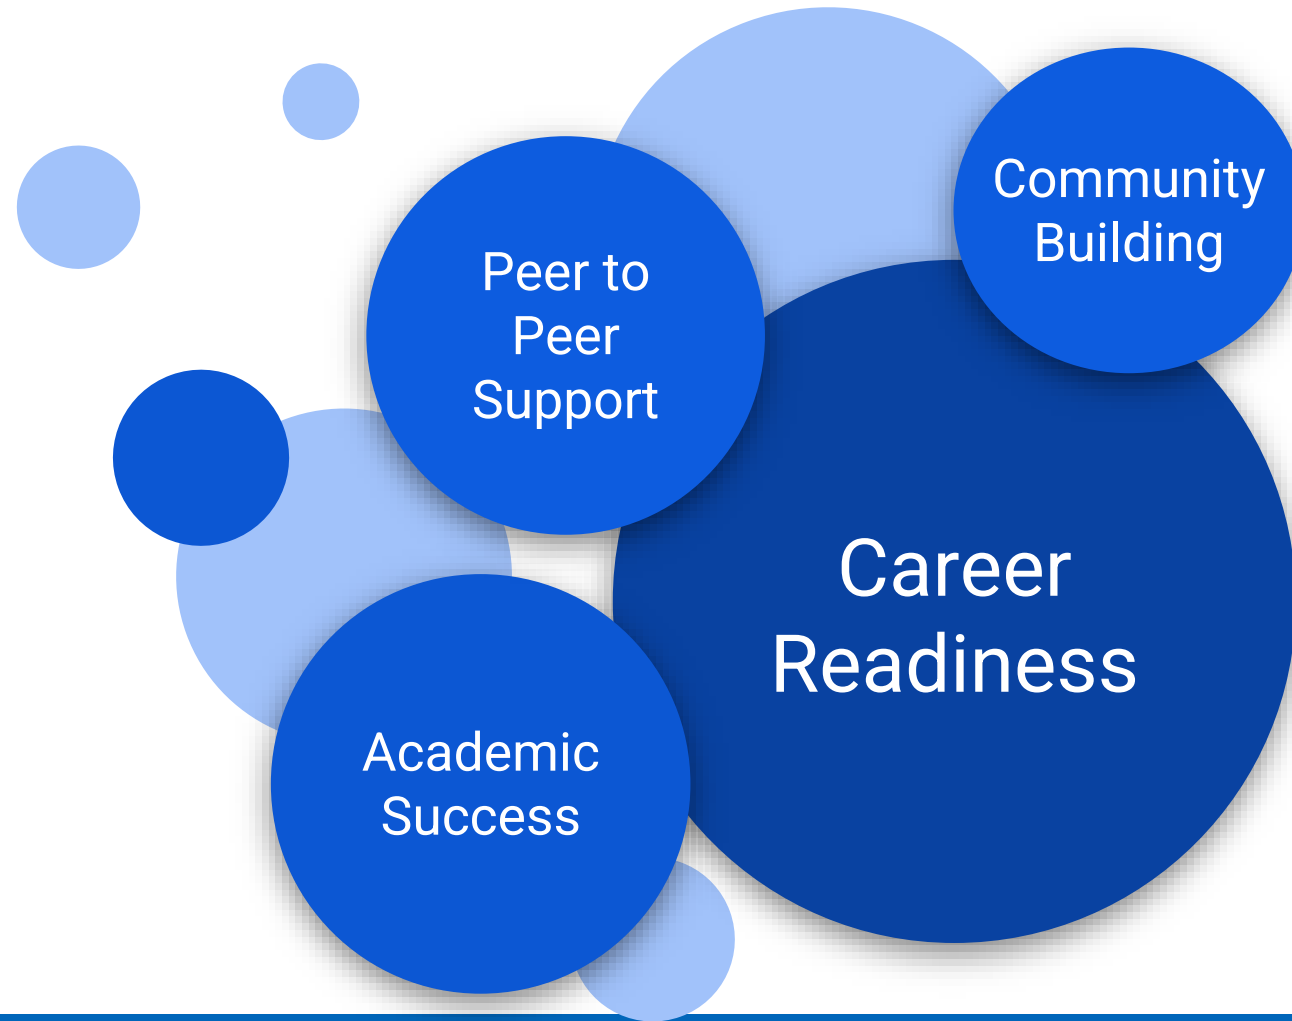 Community
Building
Peer to
Peer
Support
Career
Readiness
Academic
Success